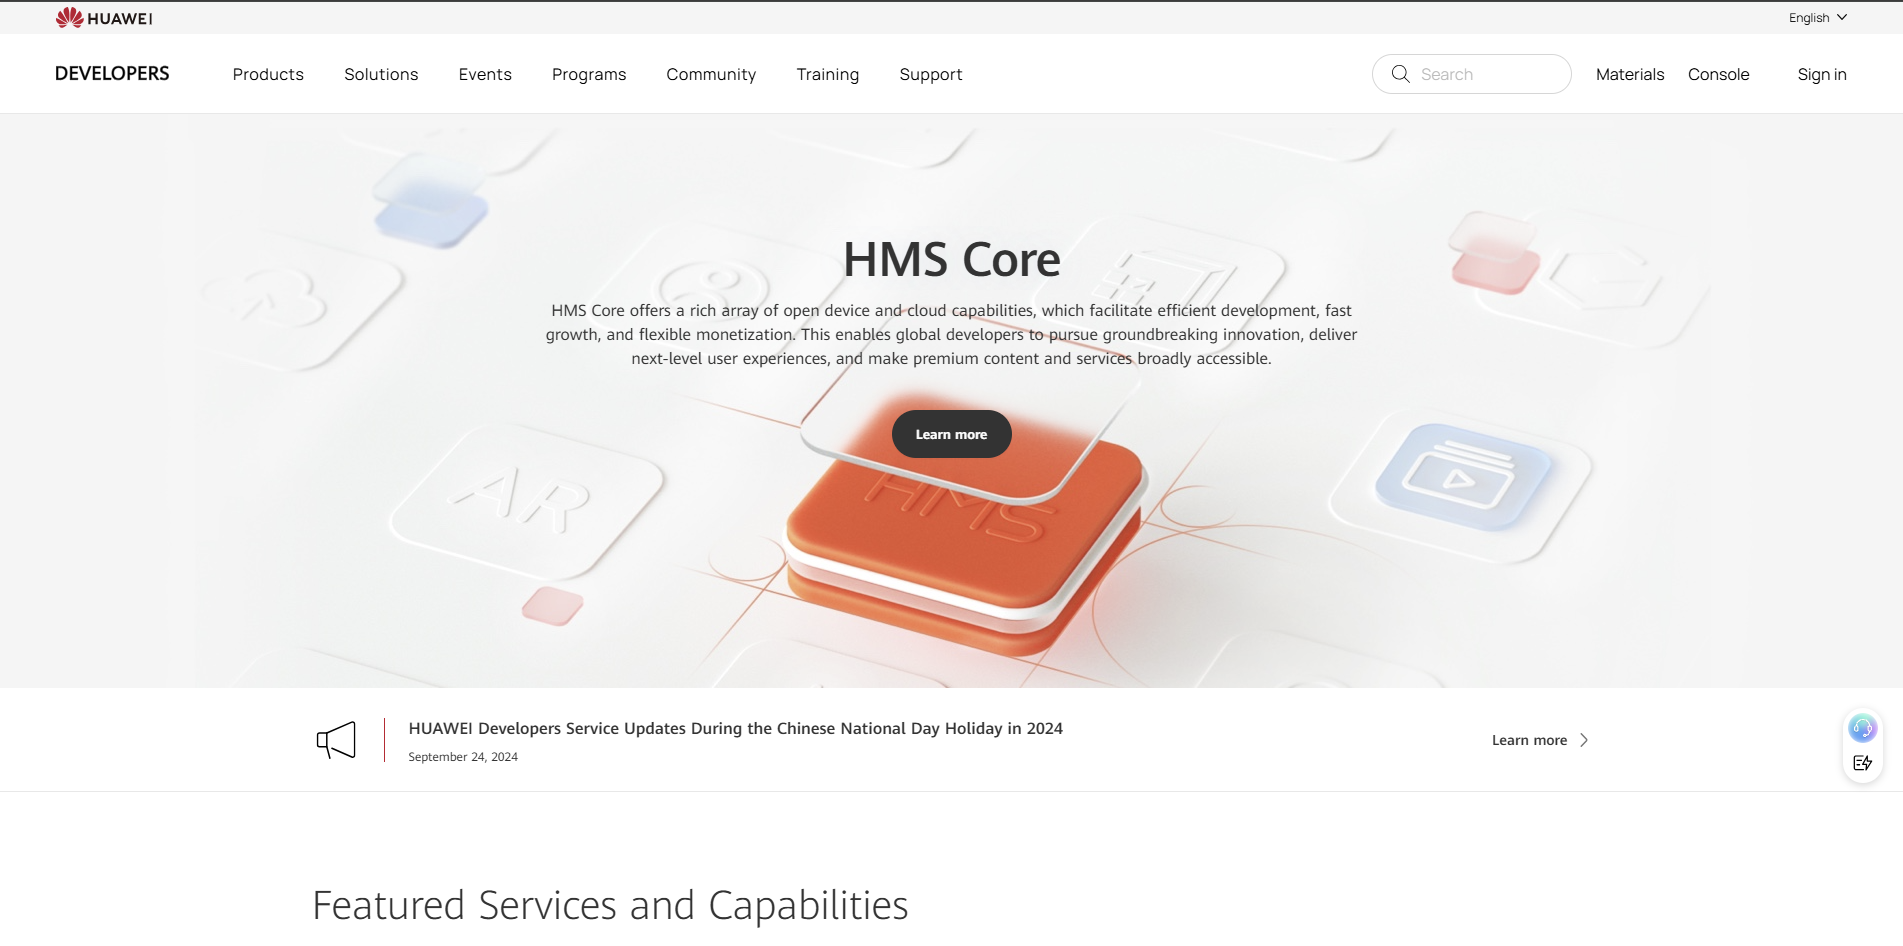 HUAWEI
English
DEVELOPERS
Products
Solutions
Events
Programs
Community
Training
Support
Search
Materials
Console
Sign in
HMS Core
HMS Core offers a rich array of open device and cloud capabilities, which facilitate efficient development, fast
growth, and flexible monetization. This enables global developers to pursue groundbreaking innovation, deliver
next-level user experiences, and make premium content and services broadly accessible.
Learn more
AR
HMS
HUAWEI Developers Service Updates During the Chinese National Day Holiday in 2024
September 24, 2024
Learn more
Featured Services and Capabilities